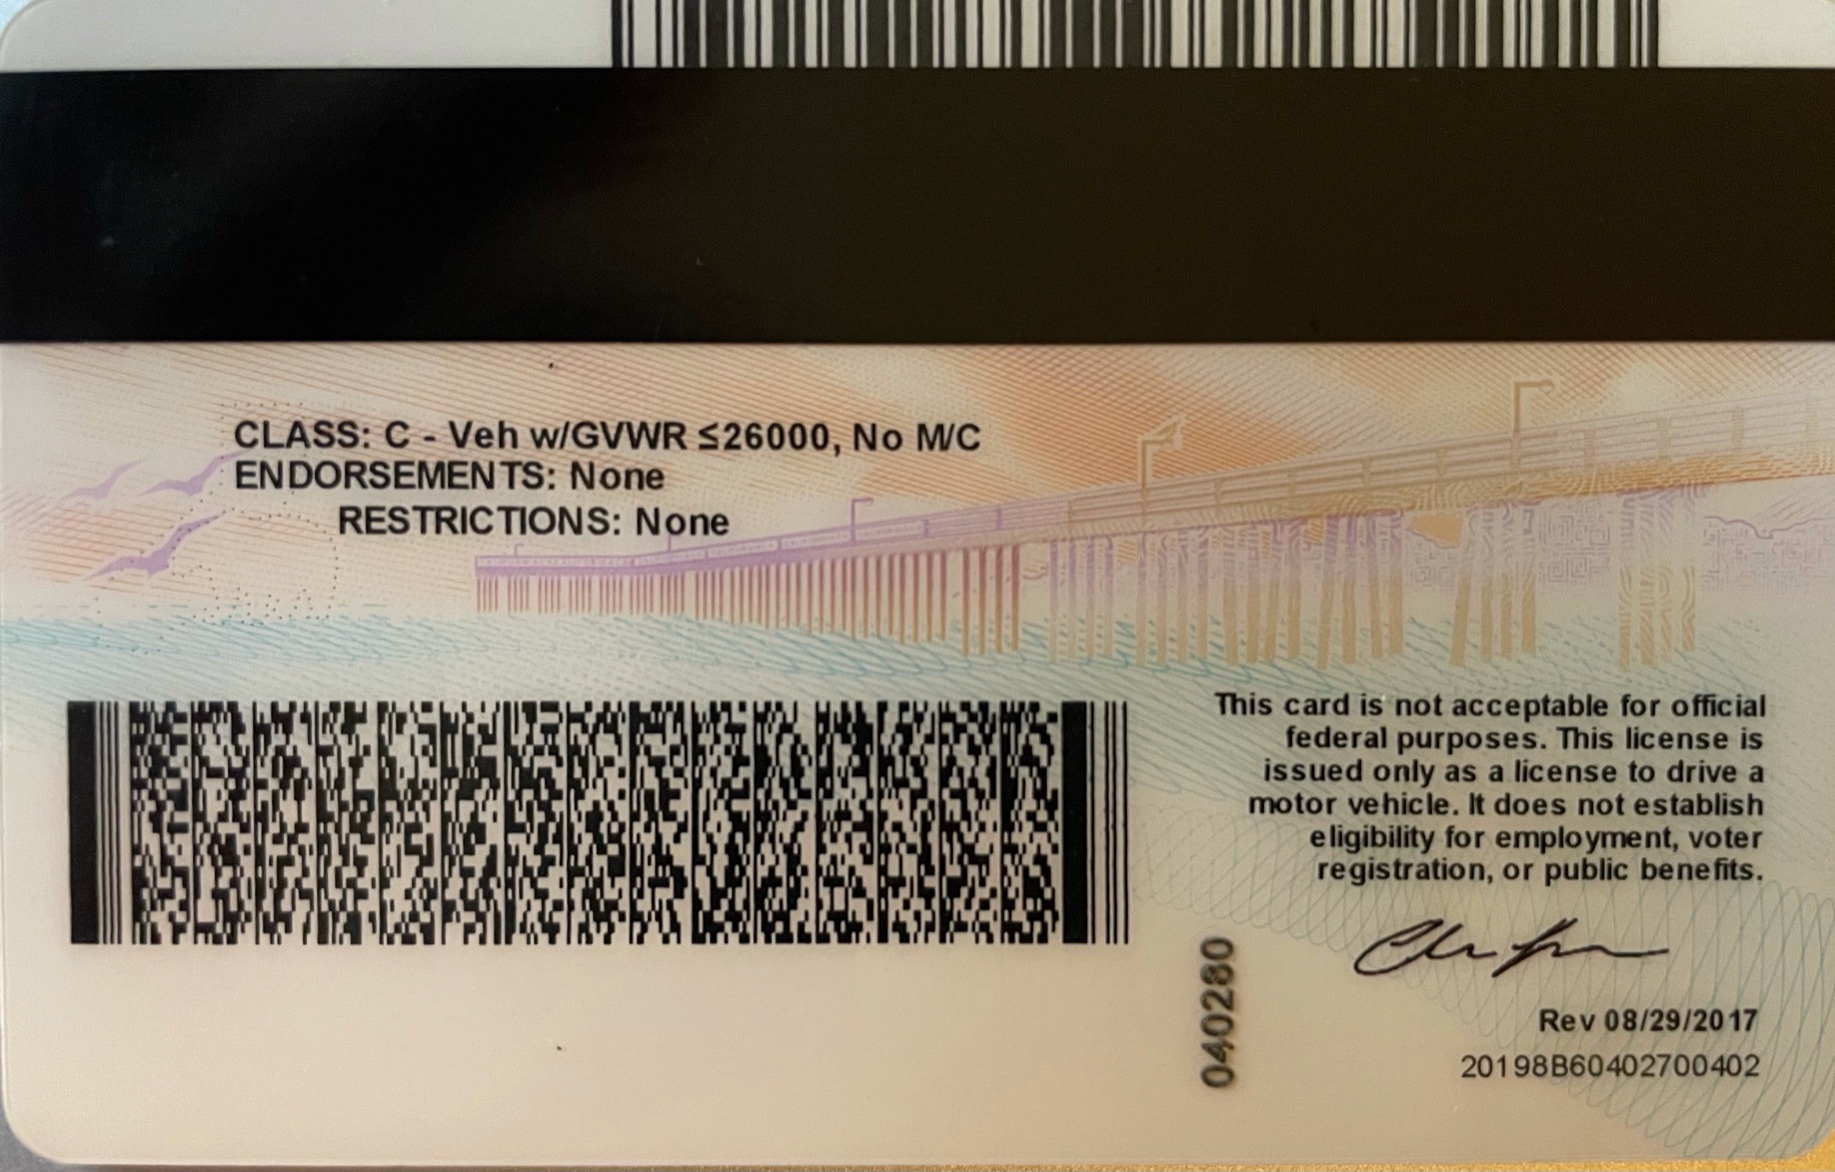 CLASS: C - Veh w/GVWR ≤26000, No M/C
ENDORSEMENTS: None
RESTRICTIONS: None
This card is not acceptable for official
federal purposes. This license is
issued only as a license to drive a
motor vehicle. It does not establish
eligibility for employment, voter
registration, or public benefits.
040280
Rev 08/29/2017
20198B60402700402